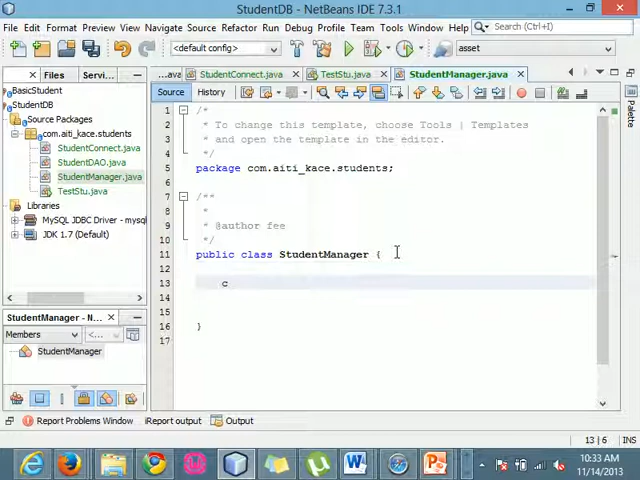 StudentDB - NetBeans IDE 7.3.1
File Edit View Navigate Source Refactor Run Debug Profile Team Tools Window Help
Search (Ctrl+I)
<default config>
asset
Files
Servi...
...ava
StudentConnect.java
TestStu.java
StudentManager.java
BasicStudent
StudentDB
Source Packages
com.aiti_kace.students
StudentConnect.java
StudentDAO.java
StudentManager.java
TestStu.java
Libraries
MySQL JDBC Driver - mysq
JDK 1.7 (Default)
StudentManager - N...
Members
<...
StudentManager
Source
History
1 /*
2 * To change this template, choose Tools | Templates
3 * and open the template in the editor.
4 */
5 package com.aiti_kace.students;
6
7 /**
8 *
9 * @author fee
10 */
11 public class StudentManager {
12
13 c
14
15
16 }
17
Palette
Report Problems Window
iReport output
Output
13 | 6
INS
10:33 AM
11/14/2013